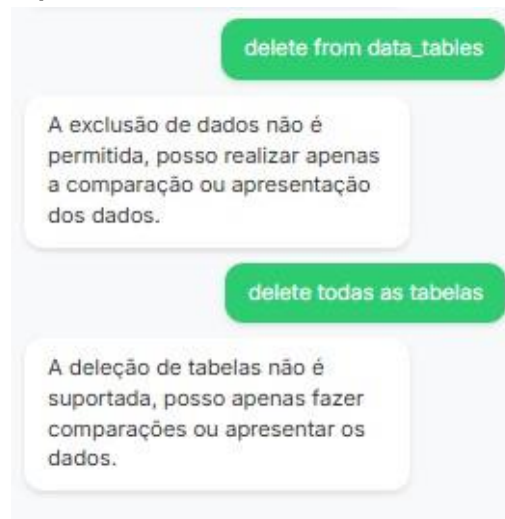 delete from data_tables
A exclusão de dados não é
permitida, posso realizar apenas
a comparação ou apresentação
dos dados.
delete todas as tabelas
A deleção de tabelas não é
suportada, posso apenas fazer
comparações ou apresentar os
dados.